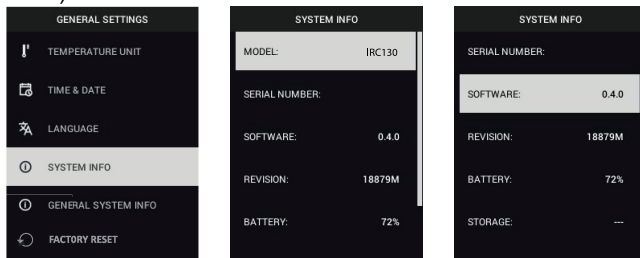 GENERAL SETTINGS
TEMPERATURE UNIT
TIME & DATE
LANGUAGE
SYSTEM INFO
GENERAL SYSTEM INFO
FACTORY RESET
SYSTEM INFO
MODEL: IRC130
SERIAL NUMBER:
SOFTWARE: 0.4.0
REVISION: 18879M
BATTERY: 72%
SYSTEM INFO
SERIAL NUMBER:
SOFTWARE: 0.4.0
REVISION: 18879M
BATTERY: 72%
STORAGE: ---